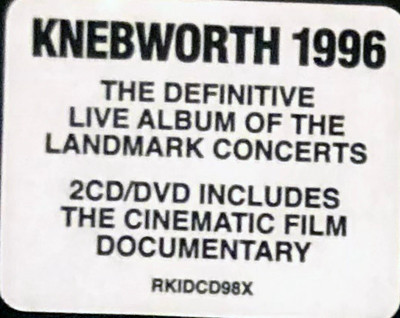 KNEBWORTH 1996
THE DEFINITIVE
LIVE ALBUM OF THE
LANDMARK CONCERTS
2CD/DVD INCLUDES
THE CINEMATIC FILM
DOCUMENTARY
RKIDCD98X